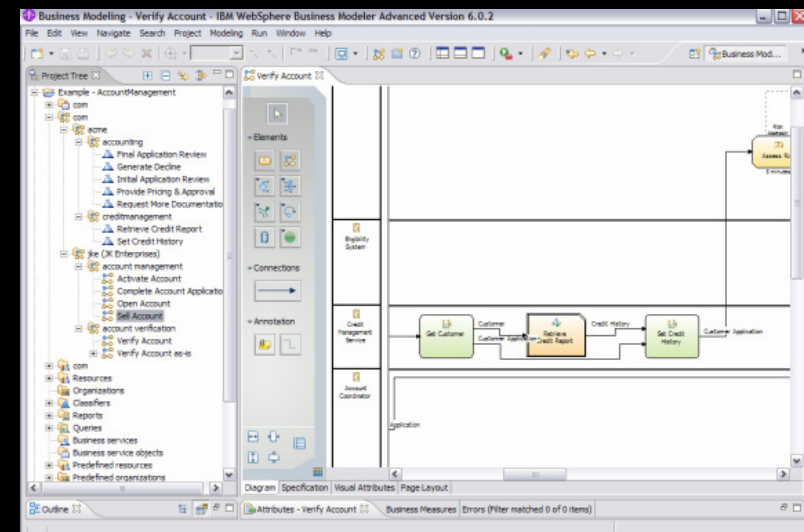 Business Modeling - Verify Account - IBM WebSphere Business Modeler Advanced Version 6.0.2
File Edit View Navigate Search Project Modeling Run Window Help
Business Mod...
Project Tree
Verify Account
Example - AccountManagement
com
com
acme
accounting
Final Application Review
Generate Decline
Initial Application Review
Provide Pricing & Approval
Request More Documentatio
creditmanagement
Retrieve Credit Report
Set Credit History
jke (JK Enterprises)
account management
Activate Account
Complete Account Applicatio
Open Account
Sell Account
account verification
Verify Account
Verify Account as-is
com
Resources
Organizations
Classifiers
Reports
Queries
Business services
Business service objects
Predefined resources
Predefined organizations
Elements
Connections
Annotation
Risk
Assess Ri
5 minutes
Eligibility
System
Credit
Management
Service
Get Customer
Customer
Customer Application
Retrieve
Credit Report
Credit History
Set Credit
History
Customer Application
Account
Coordinator
Application
Diagram Specification Visual Attributes Page Layout
Outline
Attributes - Verify Account
Business Measures
Errors (Filter matched 0 of 0 items)